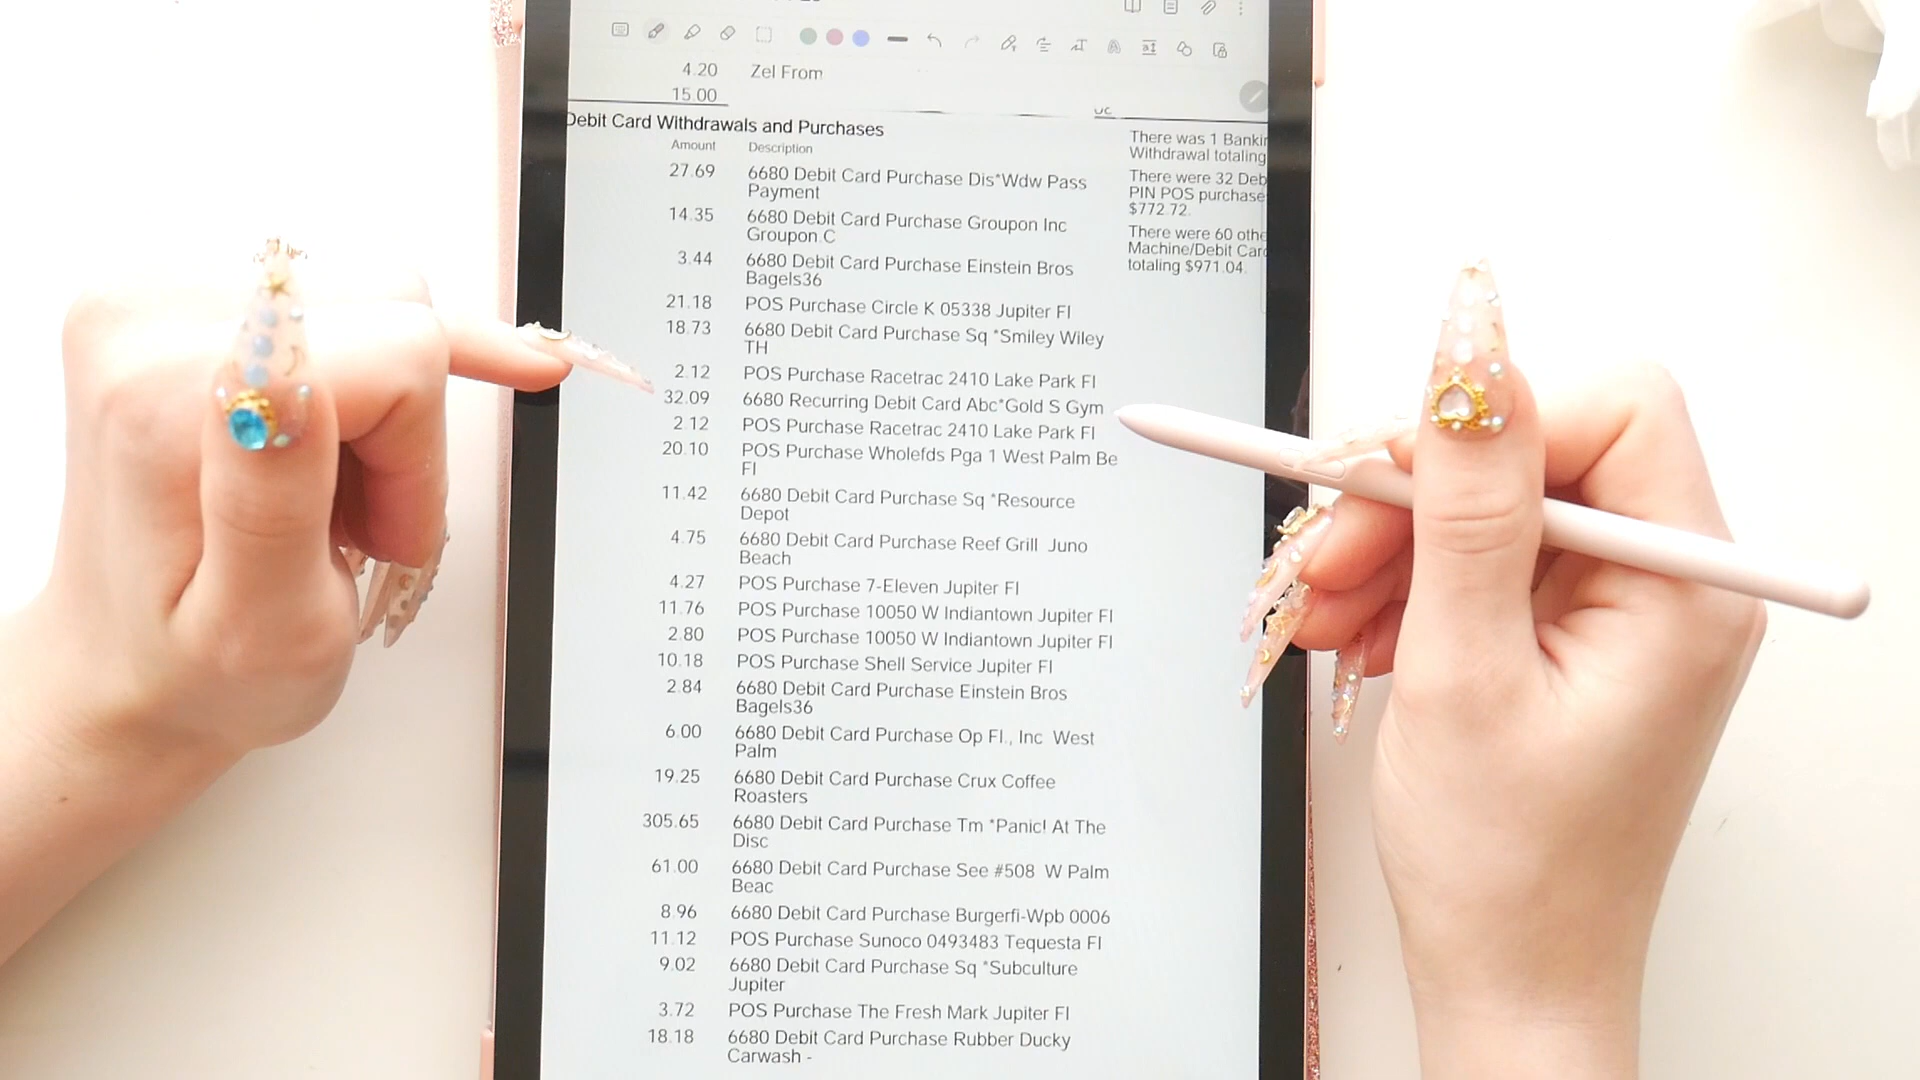 4.20 Zel From
15.00
UC
Debit Card Withdrawals and Purchases
Amount Description
27.69 6680 Debit Card Purchase Dis*Wdw Pass
Payment
14.35 6680 Debit Card Purchase Groupon Inc
Groupon.C
3.44 6680 Debit Card Purchase Einstein Bros
Bagels36
21.18 POS Purchase Circle K 05338 Jupiter Fl
18.73 6680 Debit Card Purchase Sq *Smiley Wiley
TH
2.12 POS Purchase Racetrac 2410 Lake Park Fl
32.09 6680 Recurring Debit Card Abc*Gold S Gym
2.12 POS Purchase Racetrac 2410 Lake Park Fl
20.10 POS Purchase Wholefds Pga 1 West Palm Be
Fl
11.42 6680 Debit Card Purchase Sq *Resource
Depot
4.75 6680 Debit Card Purchase Reef Grill Juno
Beach
4.27 POS Purchase 7-Eleven Jupiter Fl
11.76 POS Purchase 10050 W Indiantown Jupiter Fl
2.80 POS Purchase 10050 W Indiantown Jupiter Fl
10.18 POS Purchase Shell Service Jupiter Fl
2.84 6680 Debit Card Purchase Einstein Bros
Bagels36
6.00 6680 Debit Card Purchase Op Fl., Inc West
Palm
19.25 6680 Debit Card Purchase Crux Coffee
Roasters
305.65 6680 Debit Card Purchase Tm *Panic! At The
Disc
61.00 6680 Debit Card Purchase See #508 W Palm
Beac
8.96 6680 Debit Card Purchase Burgerfi-Wpb 0006
11.12 POS Purchase Sunoco 0493483 Tequesta Fl
9.02 6680 Debit Card Purchase Sq *Subculture
Jupiter
3.72 POS Purchase The Fresh Mark Jupiter Fl
18.18 6680 Debit Card Purchase Rubber Ducky
Carwash -
There was 1 Bankin
Withdrawal totaling
There were 32 Deb
PIN POS purchase
$772.72.
There were 60 othe
Machine/Debit Card
totaling $971.04.